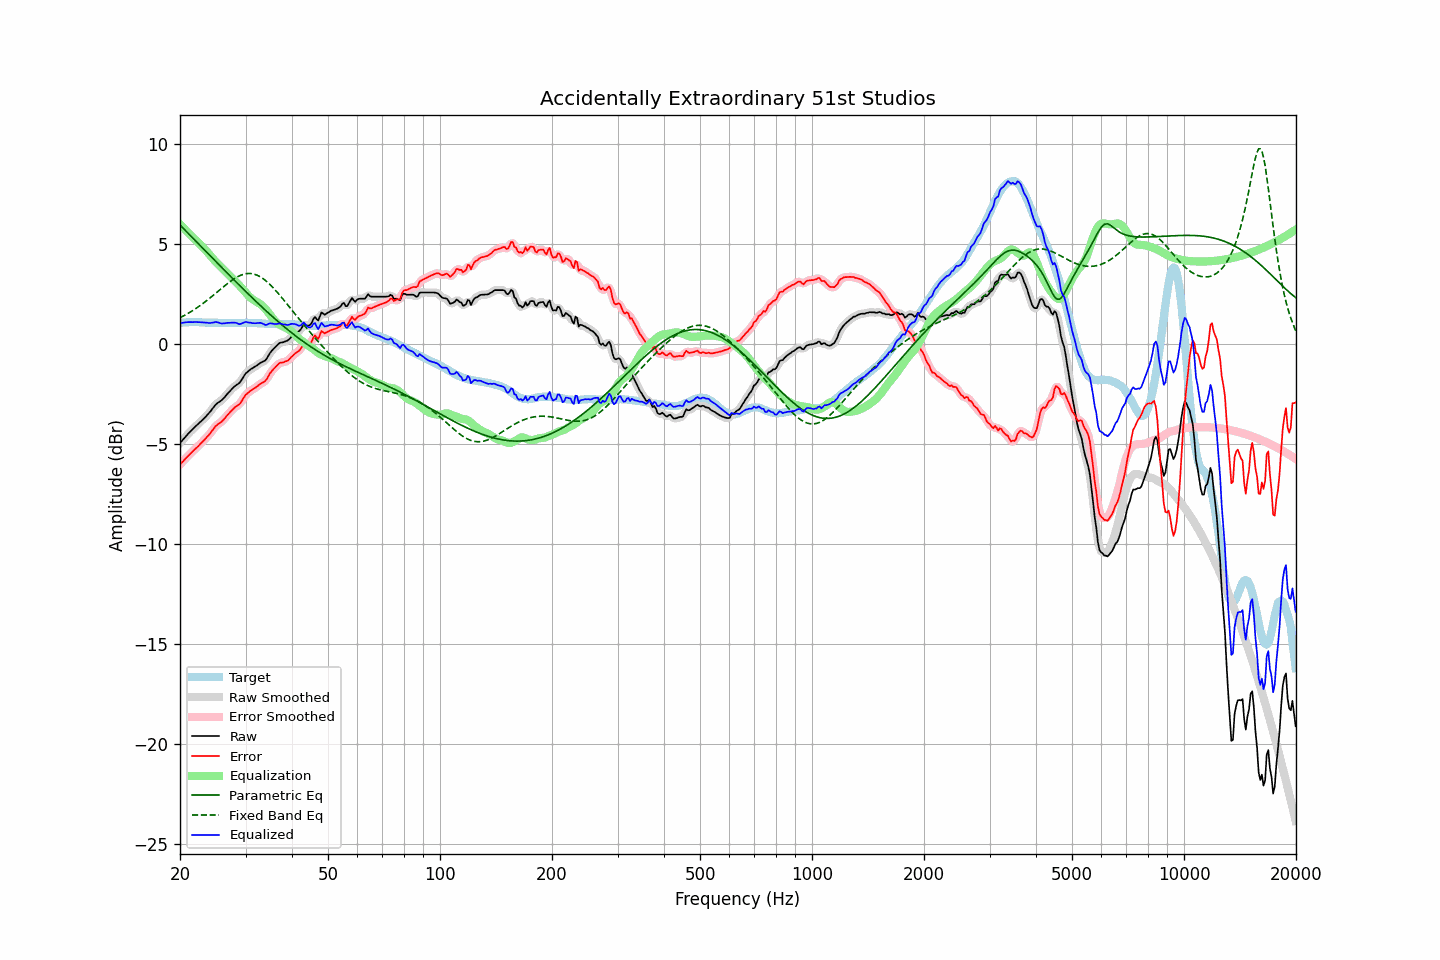 Accidentally Extraordinary 51st Studios
10
5
0
−5
−10
−15
−20
−25
Amplitude (dBr)
Target
Raw Smoothed
Error Smoothed
Raw
Error
Equalization
Parametric Eq
Fixed Band Eq
Equalized
20 50 100 200 500 1000 2000 5000 10000 20000
Frequency (Hz)